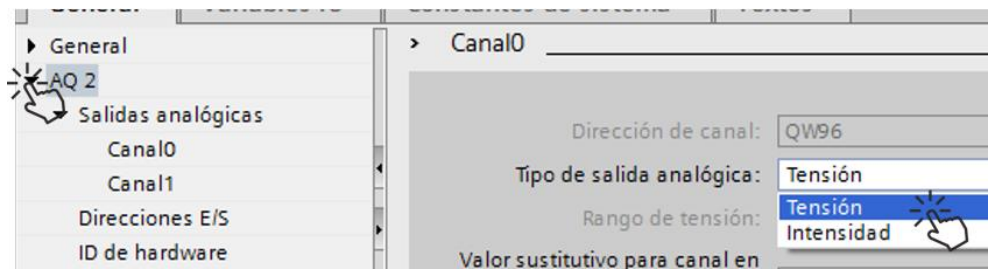 General
AQ 2
Salidas analógicas
Canal0
Canal1
Direcciones E/S
ID de hardware
Canal0
Dirección de canal: QW96
Tipo de salida analógica: Tensión
Tensión
Rango de tensión:
Intensidad
Valor sustitutivo para canal en